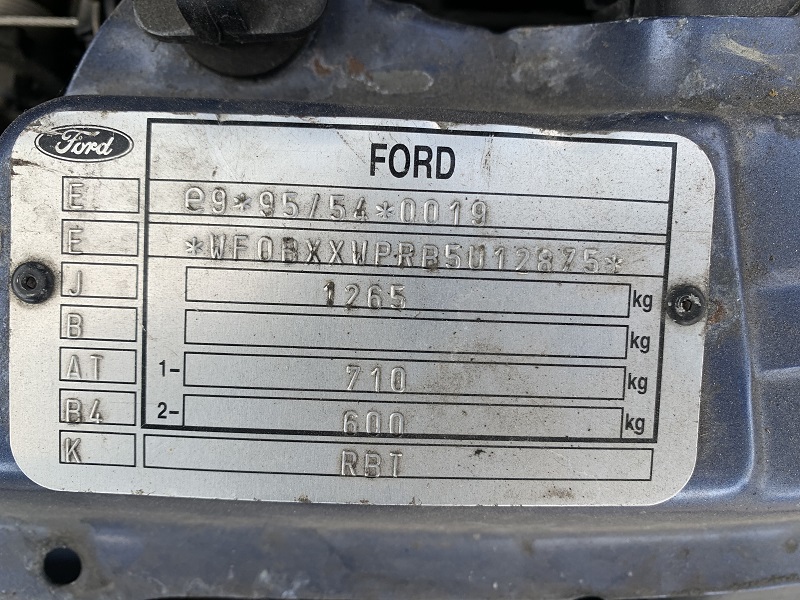 Ford
FORD
E e9*95/54*0019
E *WF0BXXWPRB5U12875*
J 1265 kg
B kg
AT 1- 710 kg
B4 2- 600 kg
K RBT